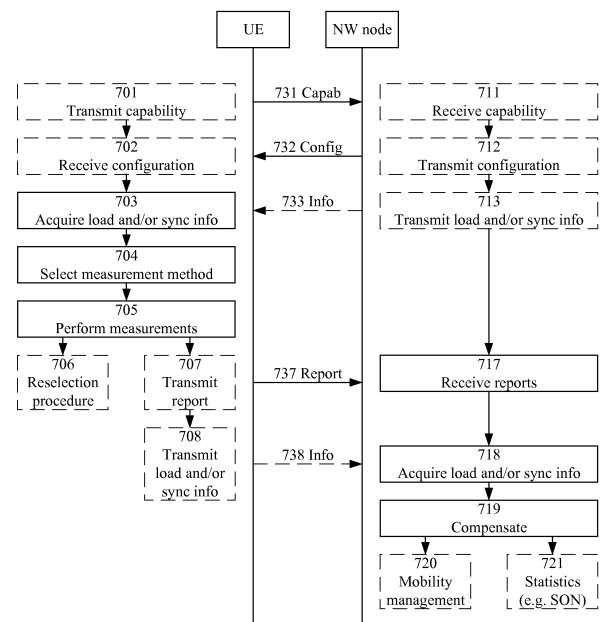 UE
NW node
701
Transmit capability
731 Capab
711
Receive capability
702
Receive configuration
732 Config
712
Transmit configuration
703
Acquire load and/or sync info
733 Info
713
Transmit load and/or sync info
704
Select measurement method
705
Perform measurements
706
Reselection
procedure
707
Transmit
report
737 Report
717
Receive reports
708
Transmit
load and/or
sync info
738 Info
718
Acquire load and/or sync info
719
Compensate
720
Mobility
management
721
Statistics
(e.g. SON)